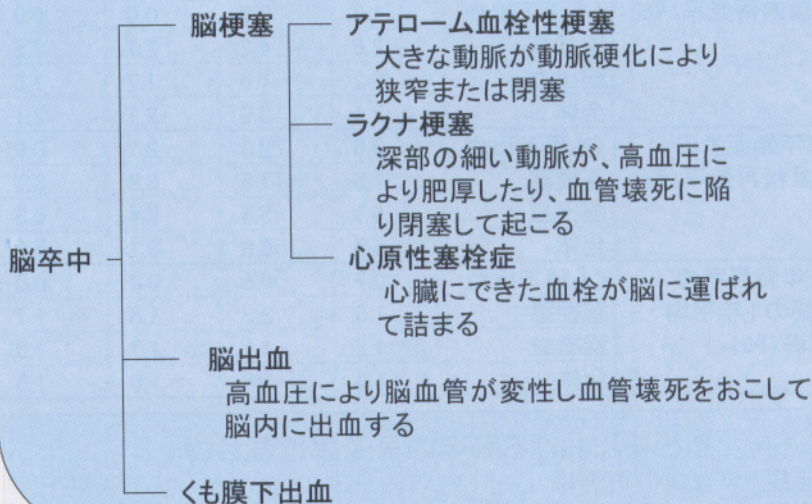 脳梗塞
アテローム血栓性梗塞
大きな動脈が動脈硬化により
狭窄または閉塞
ラクナ梗塞
深部の細い動脈が、高血圧に
より肥厚したり、血管壊死に陥
り閉塞して起こる
心原性塞栓症
心臓にできた血栓が脳に運ばれ
て詰まる
脳卒中
脳出血
高血圧により脳血管が変性し血管壊死をおこして
脳内に出血する
くも膜下出血